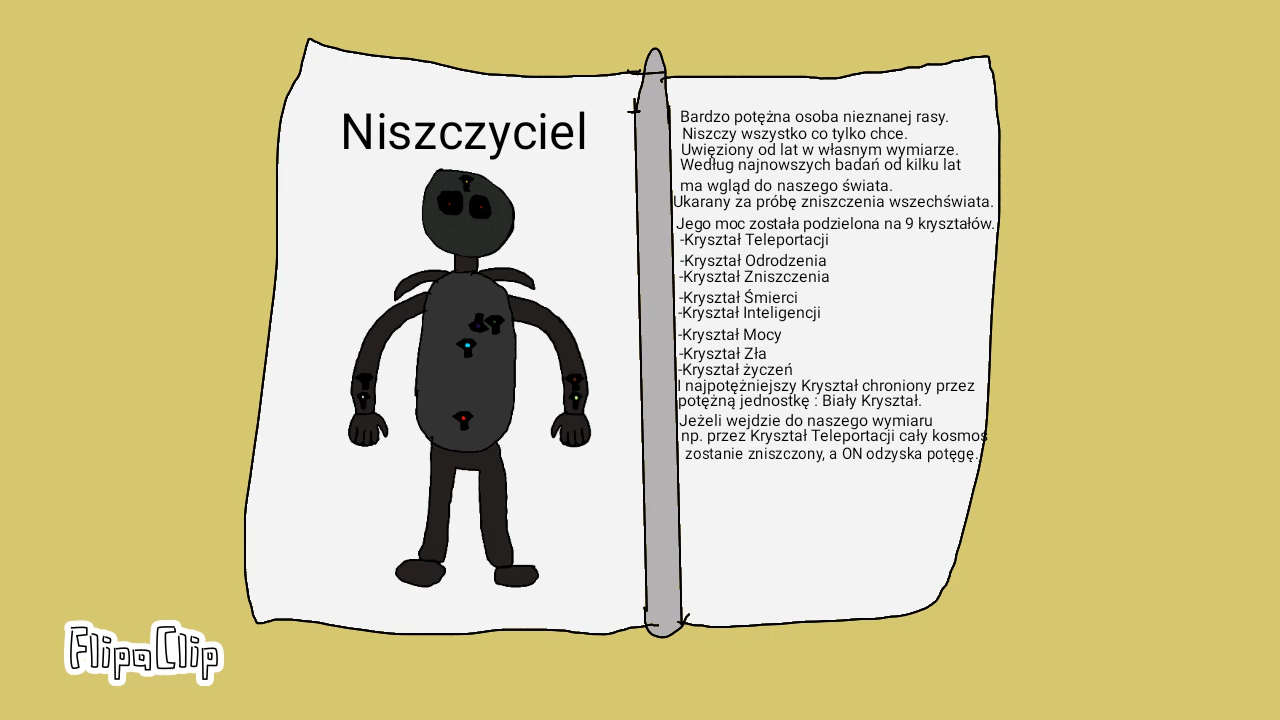 Niszczyciel
Bardzo potężna osoba nieznanej rasy.
Niszczy wszystko co tylko chce.
Uwięziony od lat w własnym wymiarze.
Według najnowszych badań od kilku lat
ma wgląd do naszego świata.
Ukarany za próbę zniszczenia wszechświata.
Jego moc została podzielona na 9 kryształów.
-Kryształ Teleportacji
-Kryształ Odrodzenia
-Kryształ Zniszczenia
-Kryształ Śmierci
-Kryształ Inteligencji
-Kryształ Mocy
-Kryształ Zła
-Kryształ życzeń
I najpotężniejszy Kryształ chroniony przez
potężną jednostkę : Biały Kryształ.
Jeżeli wejdzie do naszego wymiaru
np. przez Kryształ Teleportacji cały kosmos
zostanie zniszczony, a ON odzyska potęgę.
FlipaClip